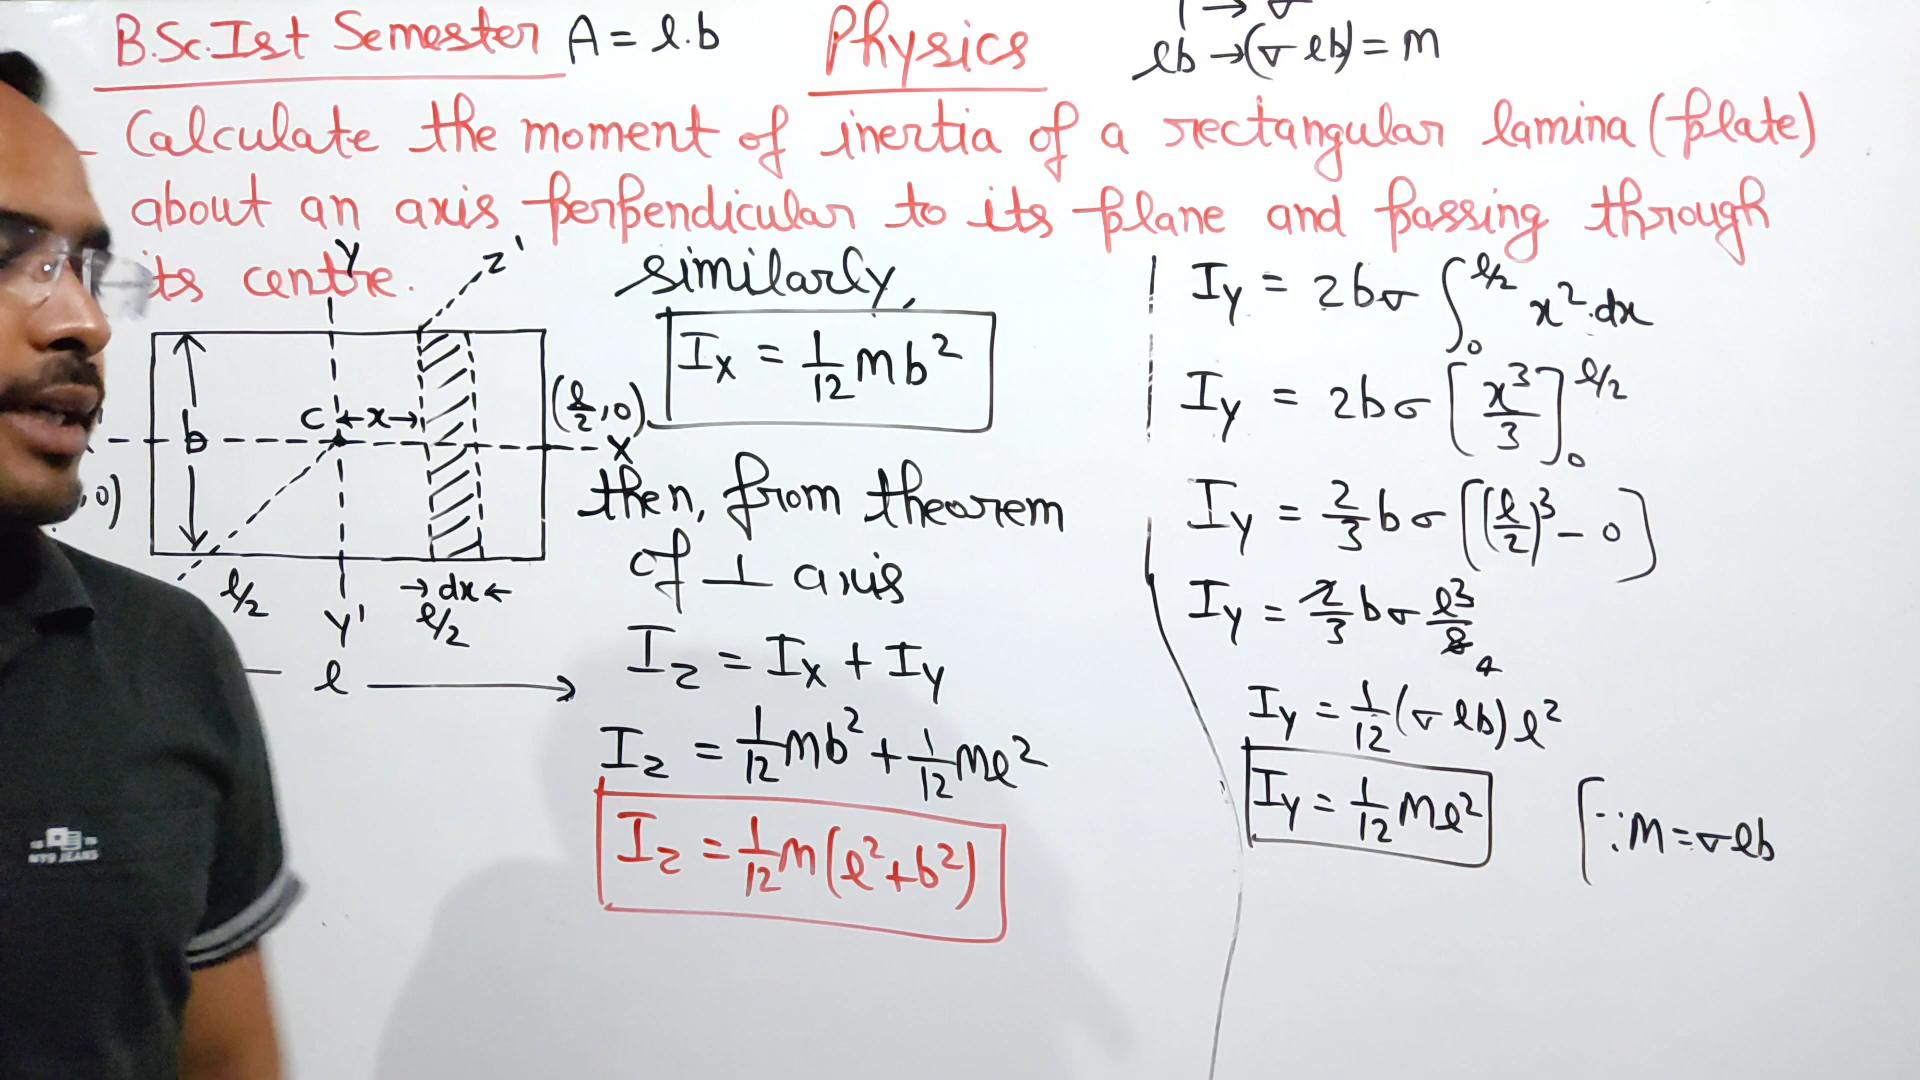 B.Sc. Ist Semester A = l.b Physics
lb → (σ lb) = m
Calculate the moment of inertia of a rectangular lamina (plate)
about an axis perpendicular to its plane and passing through
its centre.
Y
z'
b
C ← x →
(l/2, 0)
X
, 0)
l/2
→ dx ←
l/2
Y'
l
similarly,
Ix = 1/12 mb²
then, from theorem
of ⊥ axis
Iz = Ix + Iy
Iz = 1/12 mb² + 1/12 ml²
Iz = 1/12 m(l² + b²)
Iy = 2bσ ∫₀^(l/2) x².dx
Iy = 2bσ [x³/3]₀^(l/2)
Iy = 2/3 bσ [(l/2)³ - 0]
Iy = 2/3 bσ l³/8 4
Iy = 1/12 (σ lb) l²
Iy = 1/12 Ml²
[∵ M = σlb